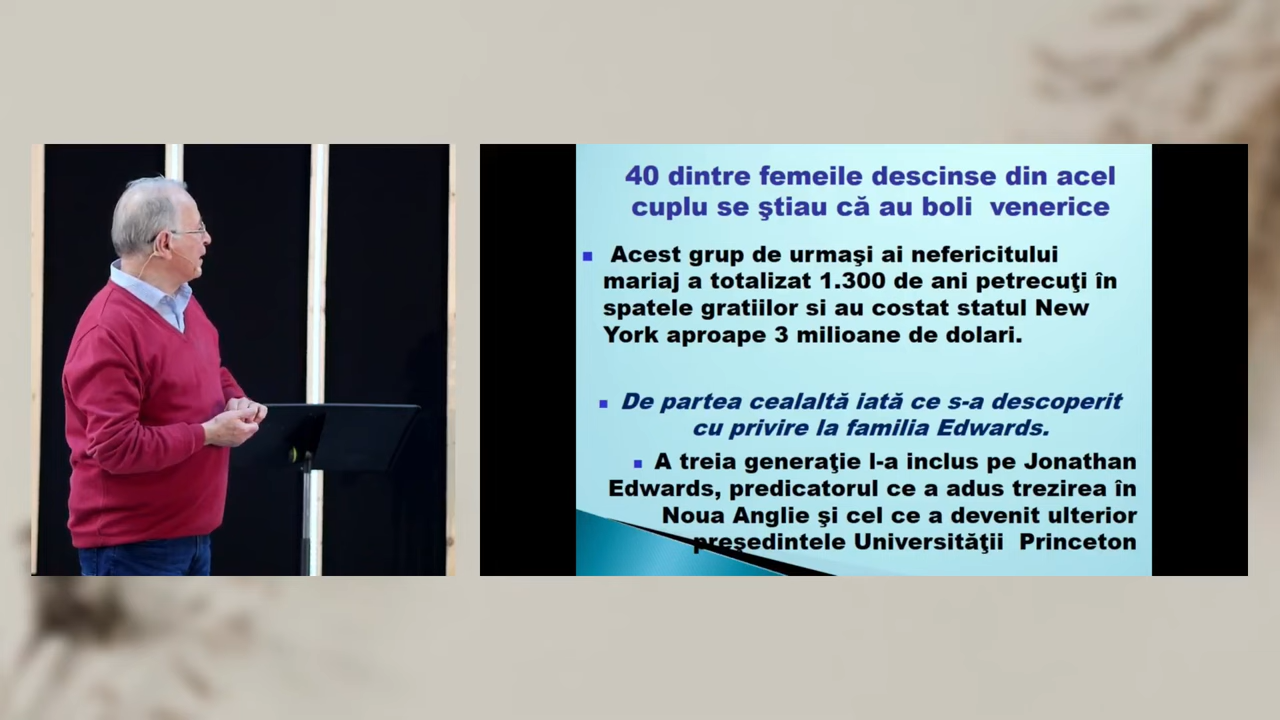 40 dintre femeile descinse din acel
cuplu se ştiau că au boli venerice
Acest grup de urmaşi ai nefericitului
mariaj a totalizat 1.300 de ani petrecuţi în
spatele gratiilor si au costat statul New
York aproape 3 milioane de dolari.
De partea cealaltă iată ce s-a descoperit
cu privire la familia Edwards.
A treia generaţie l-a inclus pe Jonathan
Edwards, predicatorul ce a adus trezirea în
Noua Anglie şi cel ce a devenit ulterior
preşedintele Universităţii Princeton